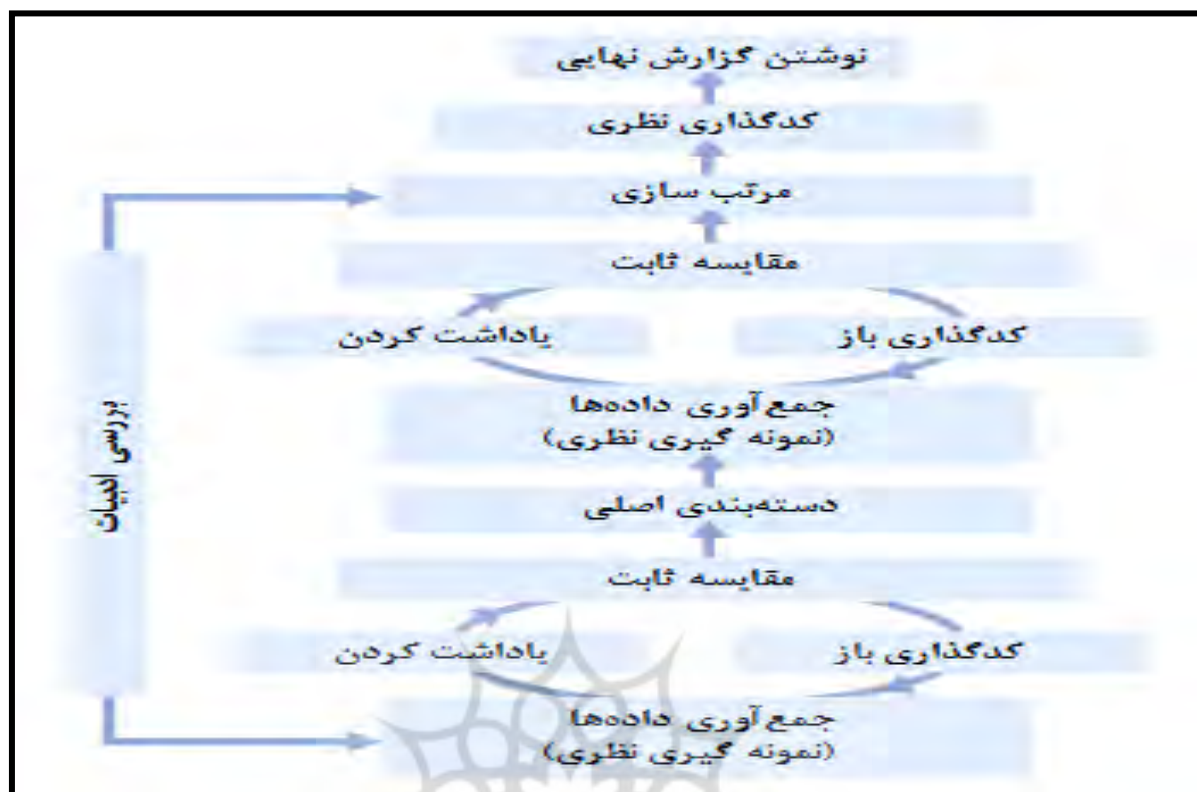 نوشتن گزارش نهایی
کدگذاری نظری
مرتب سازی
مقایسه ثابت
کدگذاری باز
یاداشت کردن
جمع‌آوری داده‌ها
(نمونه گیری نظری)
دسته‌بندی اصلی
مقایسه ثابت
کدگذاری باز
یاداشت کردن
جمع‌آوری داده‌ها
(نمونه گیری نظری)
بررسی ادبیات